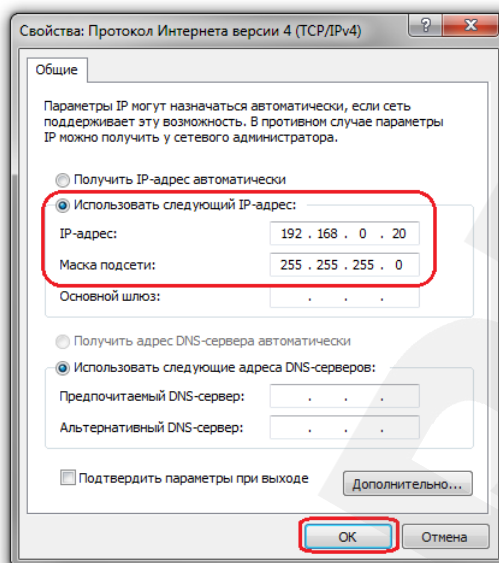 Свойства: Протокол Интернета версии 4 (TCP/IPv4)
Общие
Параметры IP могут назначаться автоматически, если сеть
поддерживает эту возможность. В противном случае параметры
IP можно получить у сетевого администратора.
Получить IP-адрес автоматически
Использовать следующий IP-адрес:
IP-адрес: 192 . 168 . 0 . 20
Маска подсети: 255 . 255 . 255 . 0
Основной шлюз: . . .
Получить адрес DNS-сервера автоматически
Использовать следующие адреса DNS-серверов:
Предпочитаемый DNS-сервер: . . .
Альтернативный DNS-сервер: . . .
Подтвердить параметры при выходе
Дополнительно...
ОК Отмена